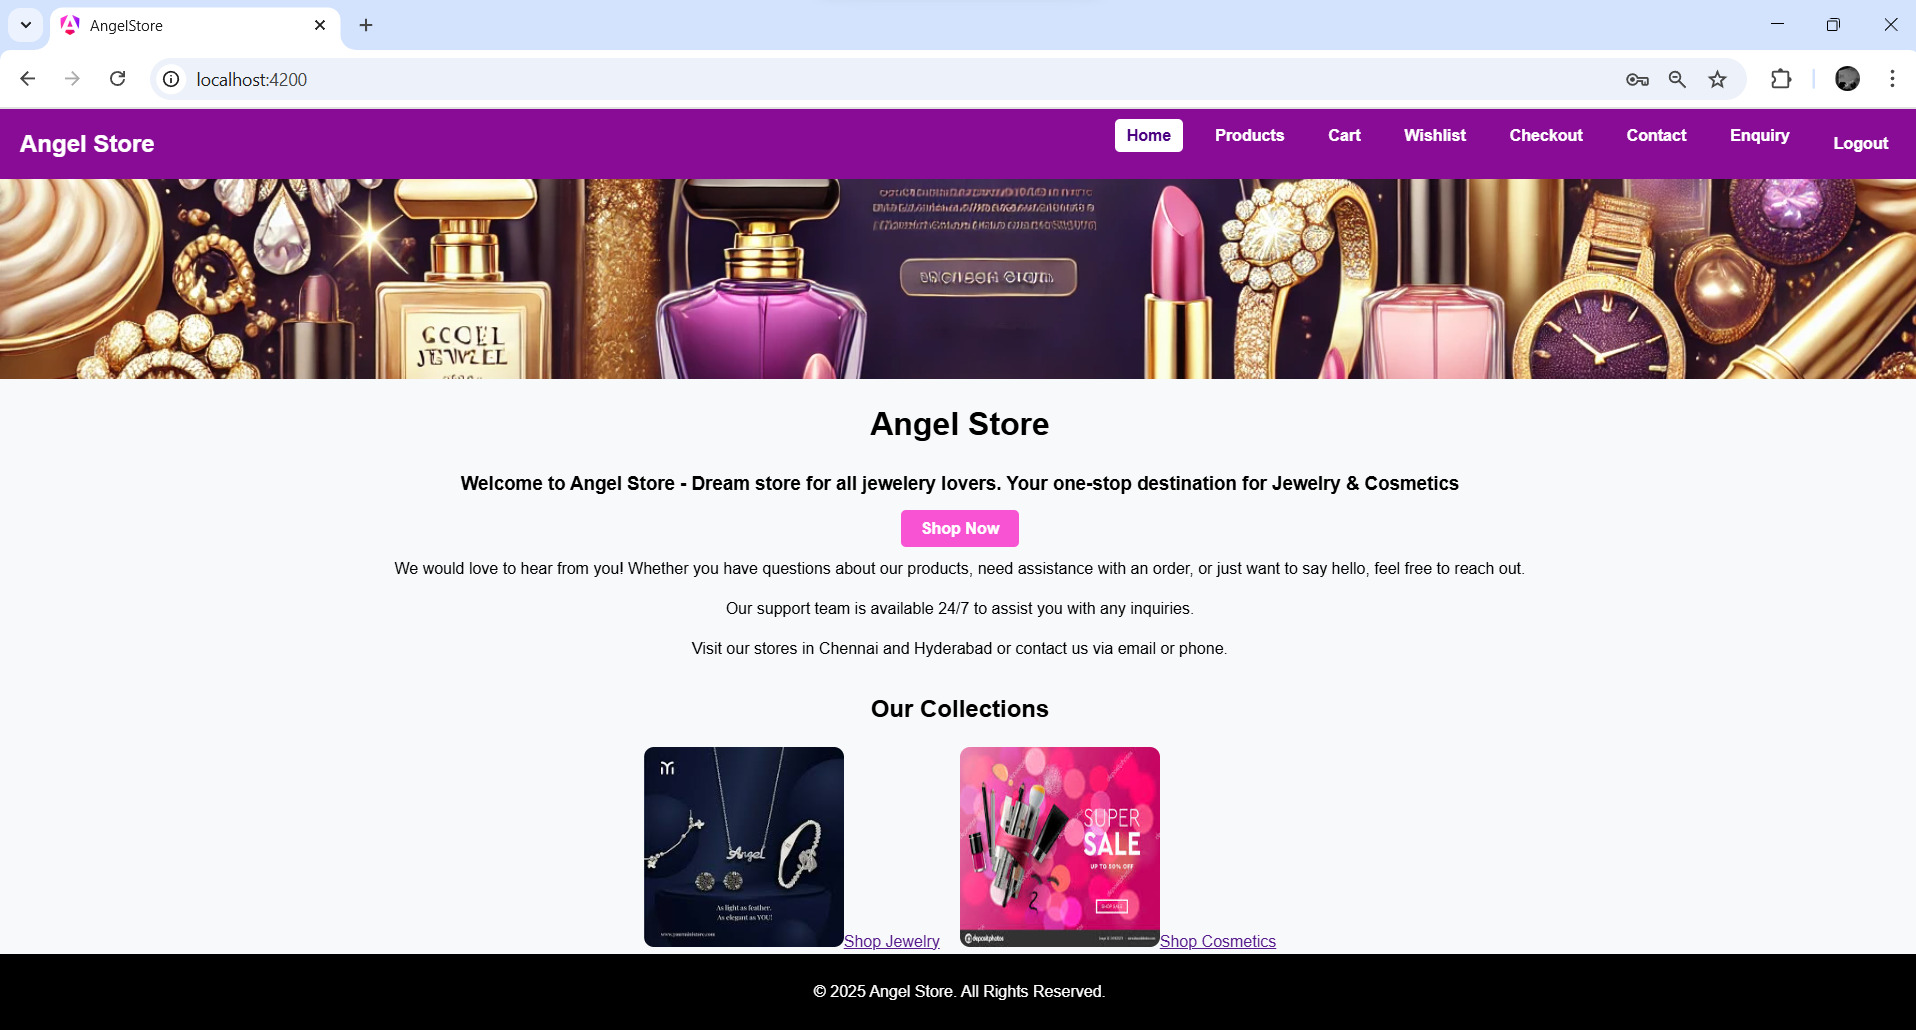 AngelStore
localhost:4200
Angel Store
Home Products Cart Wishlist Checkout Contact Enquiry Logout
Angel Store
Welcome to Angel Store - Dream store for all jewelery lovers. Your one-stop destination for Jewelry & Cosmetics
Shop Now
We would love to hear from you! Whether you have questions about our products, need assistance with an order, or just want to say hello, feel free to reach out.
Our support team is available 24/7 to assist you with any inquiries.
Visit our stores in Chennai and Hyderabad or contact us via email or phone.
Our Collections
Angel
As light as feather.
As elegant as YOU!
Shop Jewelry
SUPER
SALE
UP TO 50% OFF
SHOP SALE
depositphotos
Shop Cosmetics
© 2025 Angel Store. All Rights Reserved.